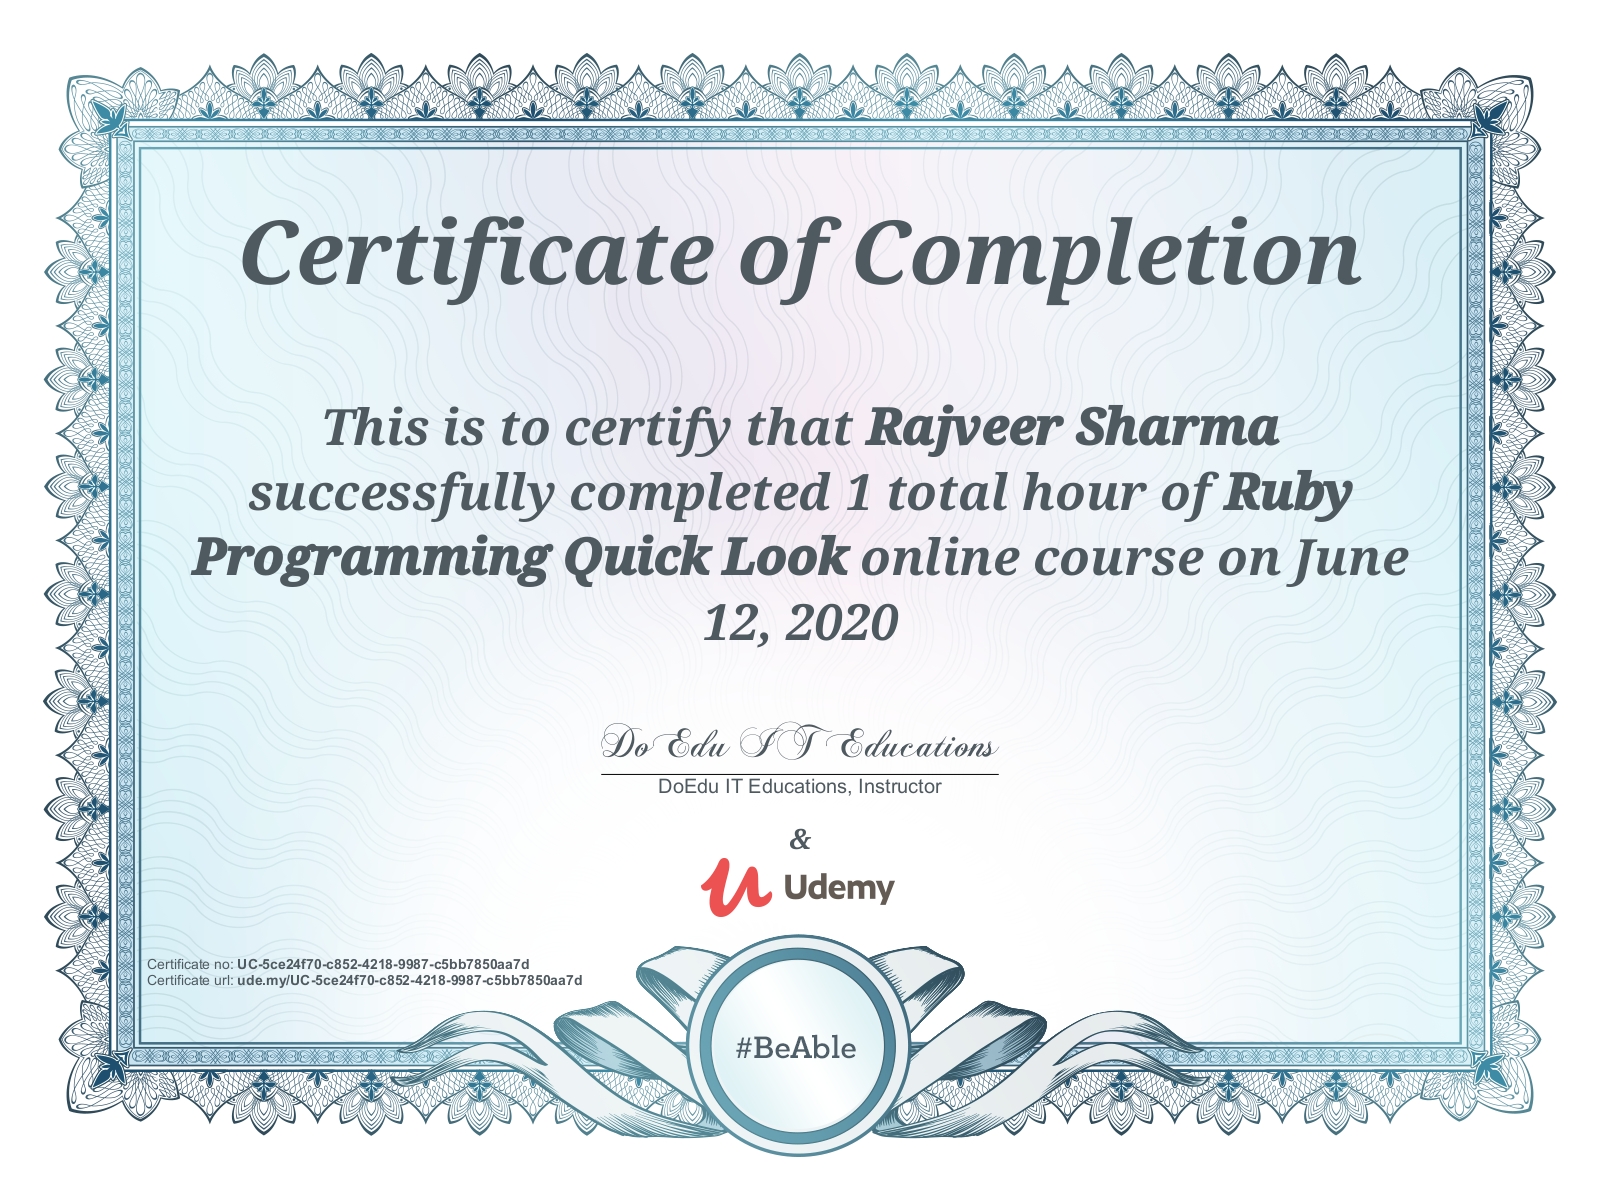 Certificate of Completion
This is to certify that Rajveer Sharma
successfully completed 1 total hour of Ruby
Programming Quick Look online course on June
12, 2020
Do Edu IT Educations
DoEdu IT Educations, Instructor
&
Udemy
Certificate no: UC-5ce24f70-c852-4218-9987-c5bb7850aa7d
Certificate url: ude.my/UC-5ce24f70-c852-4218-9987-c5bb7850aa7d
#BeAble